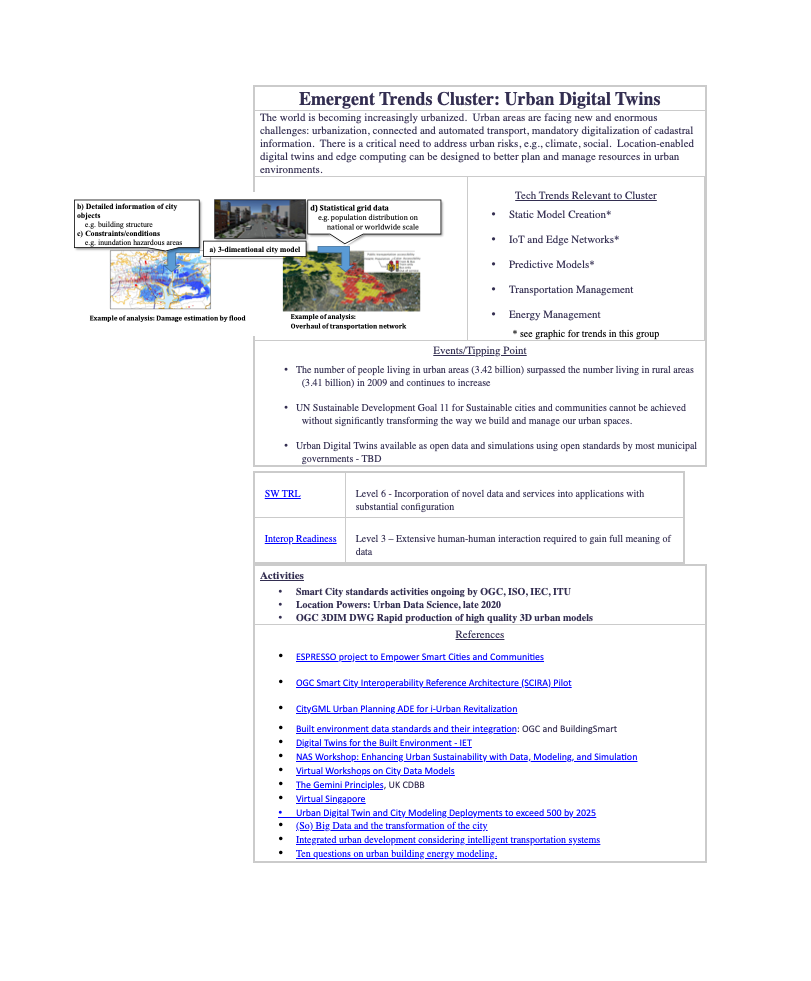 Emergent Trends Cluster: Urban Digital Twins
The world is becoming increasingly urbanized.  Urban areas are facing new and enormous
challenges: urbanization, connected and automated transport, mandatory digitalization of cadastral
information.  There is a critical need to address urban risks, e.g., climate, social.  Location-enabled
digital twins and edge computing can be designed to better plan and manage resources in urban
environments.
b) Detailed information of city
objects
e.g. building structure
c) Constraints/conditions
e.g. inundation hazardous areas
a) 3-dimentional city model
d) Statistical grid data
e.g. population distribution on
national or worldwide scale
Example of analysis: Damage estimation by flood
Example of analysis:
Overhaul of transportation network
Tech Trends Relevant to Cluster
• Static Model Creation*
• IoT and Edge Networks*
• Predictive Models*
• Transportation Management
• Energy Management
* see graphic for trends in this group
Events/Tipping Point
• The number of people living in urban areas (3.42 billion) surpassed the number living in rural areas
(3.41 billion) in 2009 and continues to increase
• UN Sustainable Development Goal 11 for Sustainable cities and communities cannot be achieved
without significantly transforming the way we build and manage our urban spaces.
• Urban Digital Twins available as open data and simulations using open standards by most municipal
governments - TBD
SW TRL
Level 6 - Incorporation of novel data and services into applications with
substantial configuration
Interop Readiness
Level 3 – Extensive human-human interaction required to gain full meaning of
data
Activities
• Smart City standards activities ongoing by OGC, ISO, IEC, ITU
• Location Powers: Urban Data Science, late 2020
• OGC 3DIM DWG Rapid production of high quality 3D urban models
References
• ESPRESSO project to Empower Smart Cities and Communities
• OGC Smart City Interoperability Reference Architecture (SCIRA) Pilot
• CityGML Urban Planning ADE for i-Urban Revitalization
• Built environment data standards and their integration: OGC and BuildingSmart
• Digital Twins for the Built Environment - IET
• NAS Workshop: Enhancing Urban Sustainability with Data, Modeling, and Simulation
• Virtual Workshops on City Data Models
• The Gemini Principles, UK CDBB
• Virtual Singapore
• Urban Digital Twin and City Modeling Deployments to exceed 500 by 2025
• (So) Big Data and the transformation of the city
• Integrated urban development considering intelligent transportation systems
• Ten questions on urban building energy modeling.